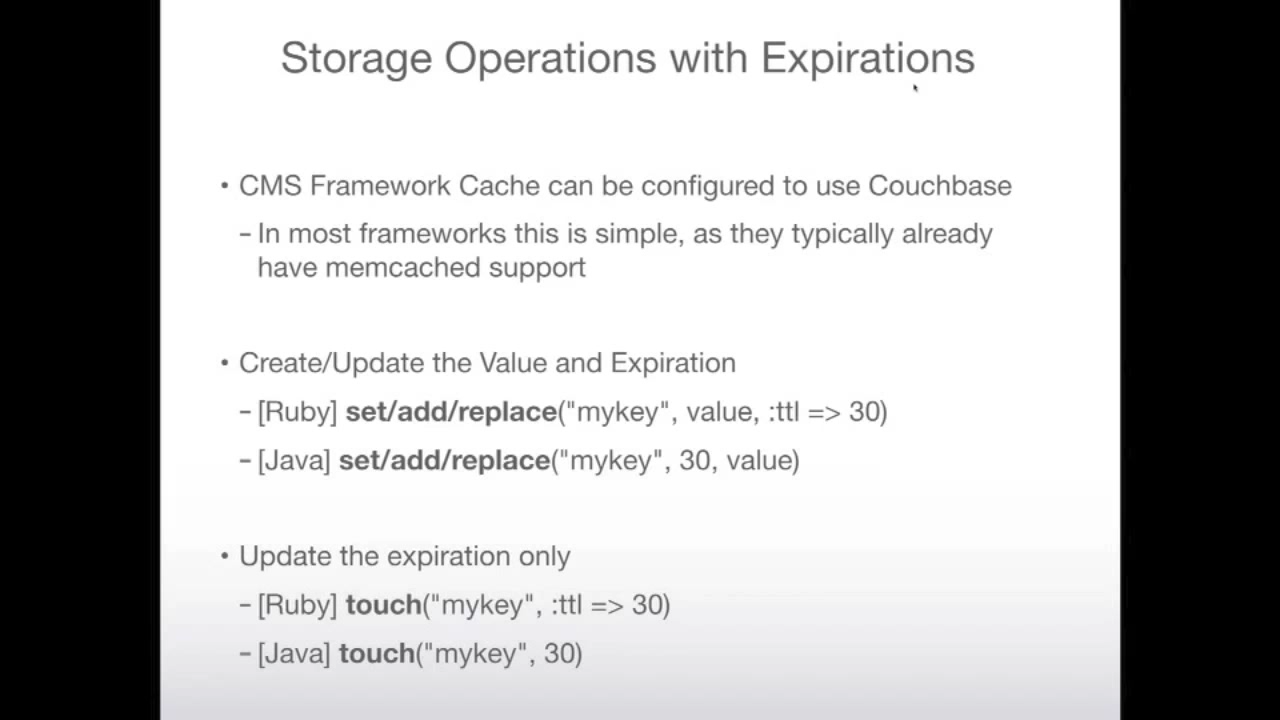 Storage Operations with Expirations
• CMS Framework Cache can be configured to use Couchbase
– In most frameworks this is simple, as they typically already
have memcached support
• Create/Update the Value and Expiration
– [Ruby] set/add/replace("mykey", value, :ttl => 30)
– [Java] set/add/replace("mykey", 30, value)
• Update the expiration only
– [Ruby] touch("mykey", :ttl => 30)
– [Java] touch("mykey", 30)